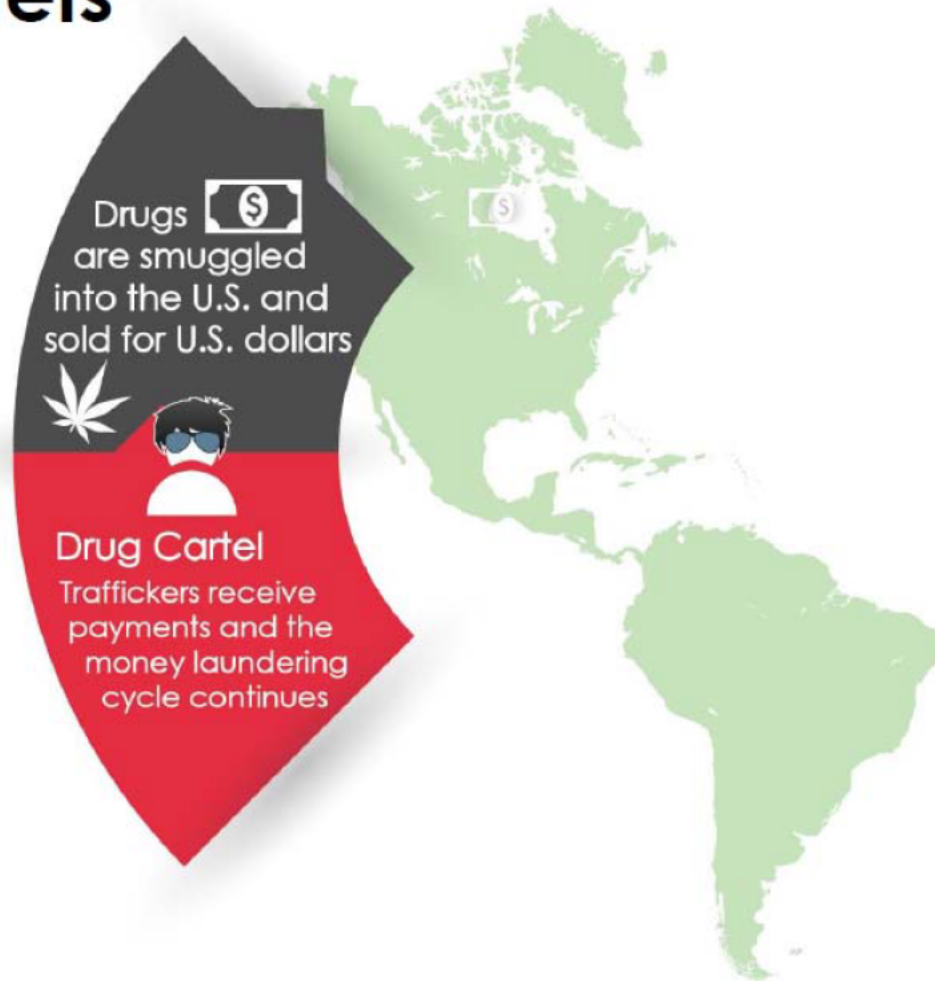 els
Drugs $
are smuggled
into the U.S. and
sold for U.S. dollars
$
Drug Cartel
Traffickers receive
payments and the
money laundering
cycle continues